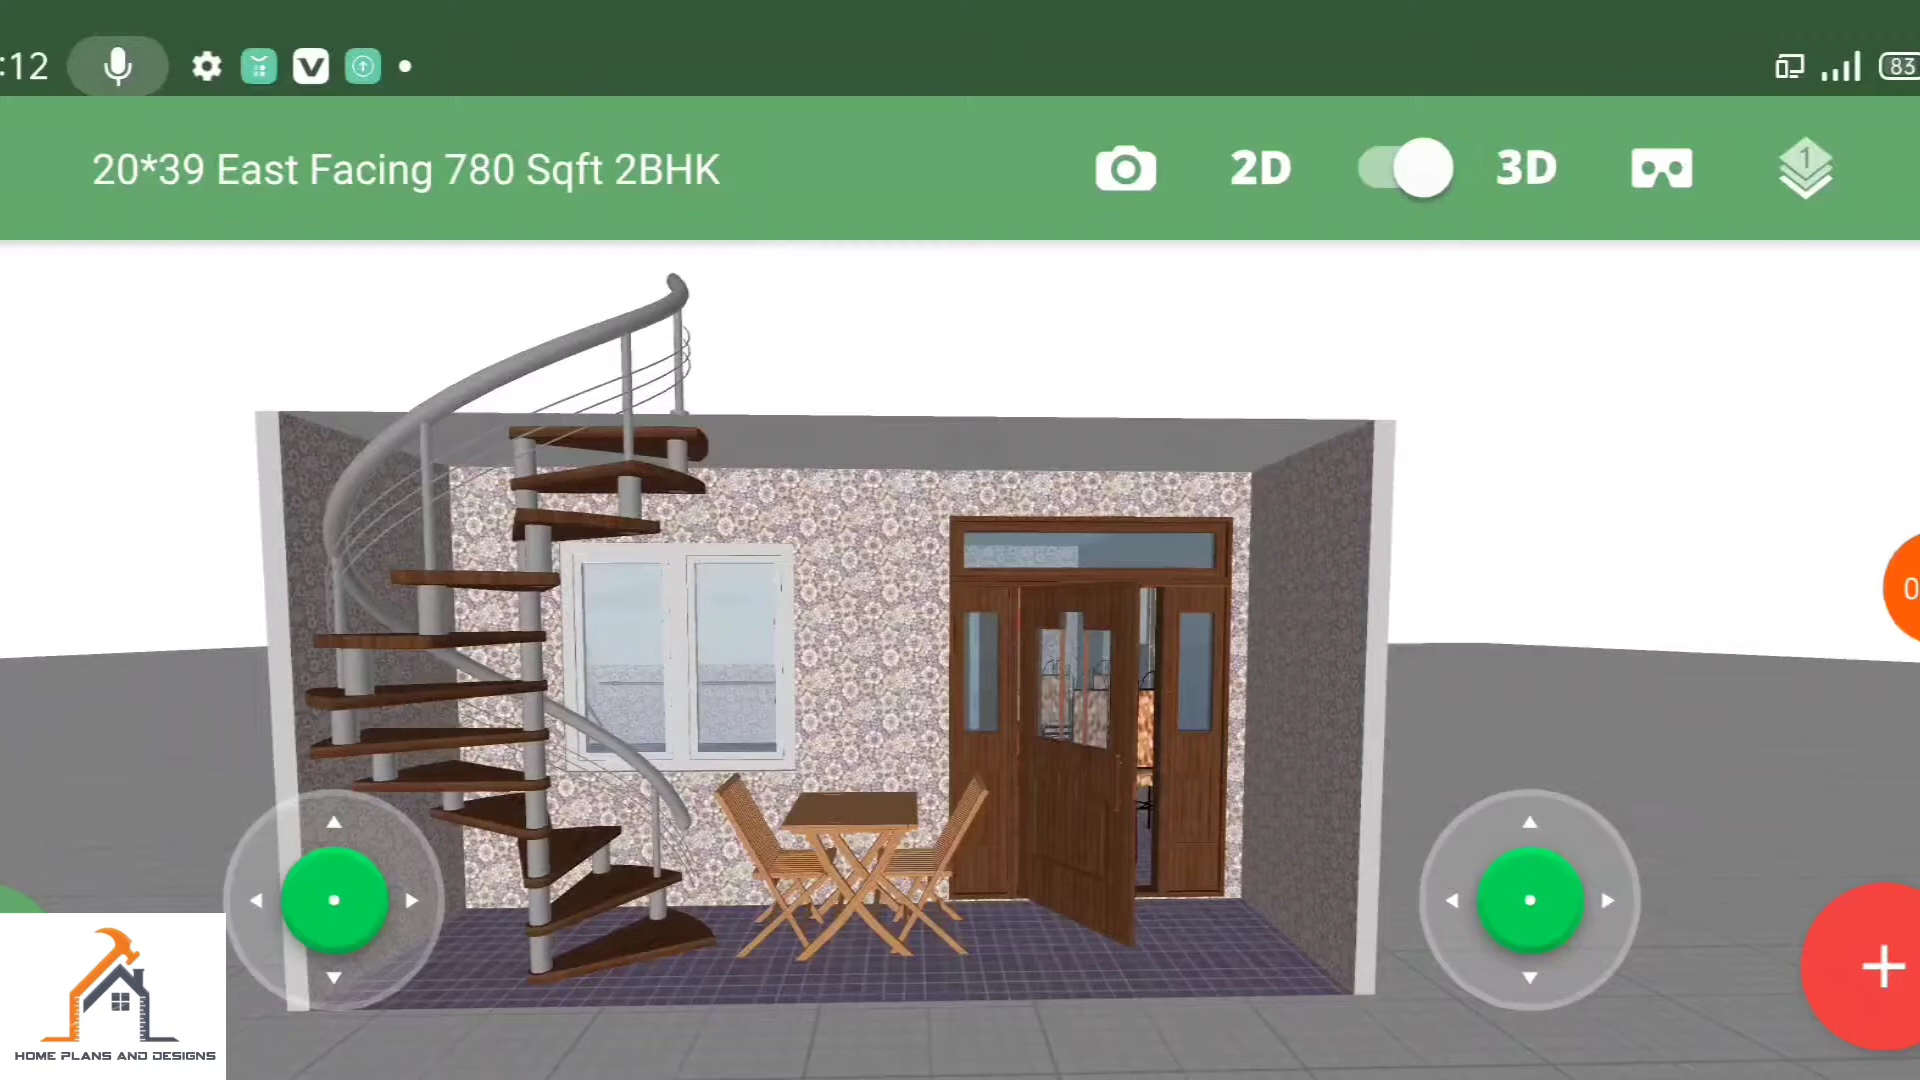 :12
83
20*39 East Facing 780 Sqft 2BHK
2D
3D
1
0
HOME PLANS AND DESIGNS